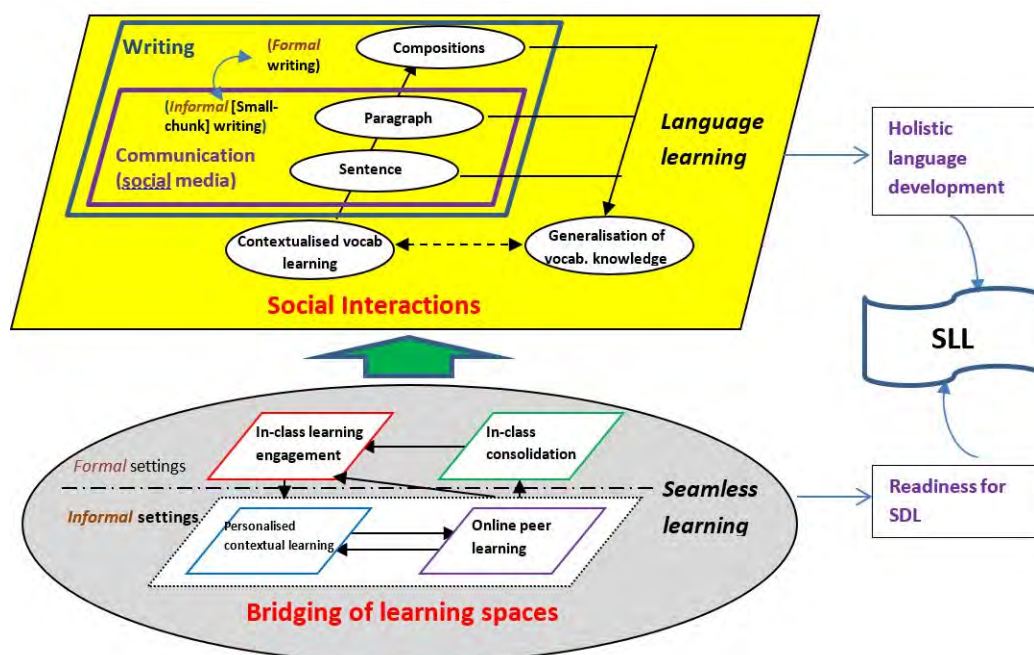 Writing
(Formal
writing)
Compositions
(Informal [Small-
chunk] writing)
Paragraph
Communication
(social media)
Sentence
Language
learning
Contextualised vocab
learning
Generalisation of
vocab. knowledge
Social Interactions
Holistic
language
development
SLL
In-class learning
engagement
In-class
consolidation
Formal settings
Informal settings
Seamless
learning
Personalised
contextual learning
Online peer
learning
Bridging of learning spaces
Readiness for
SDL